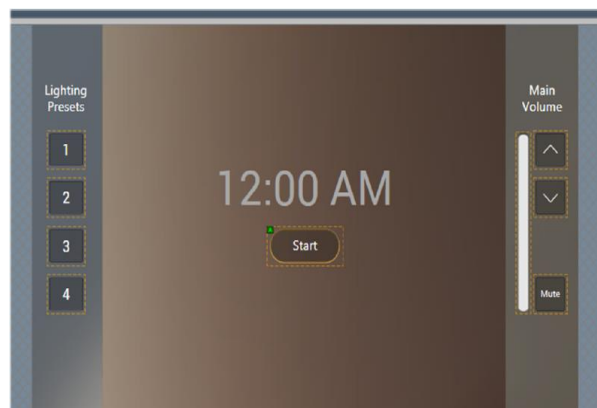 Lighting
Presets
1
2
3
4
12:00 AM
Start
Main
Volume
Mute